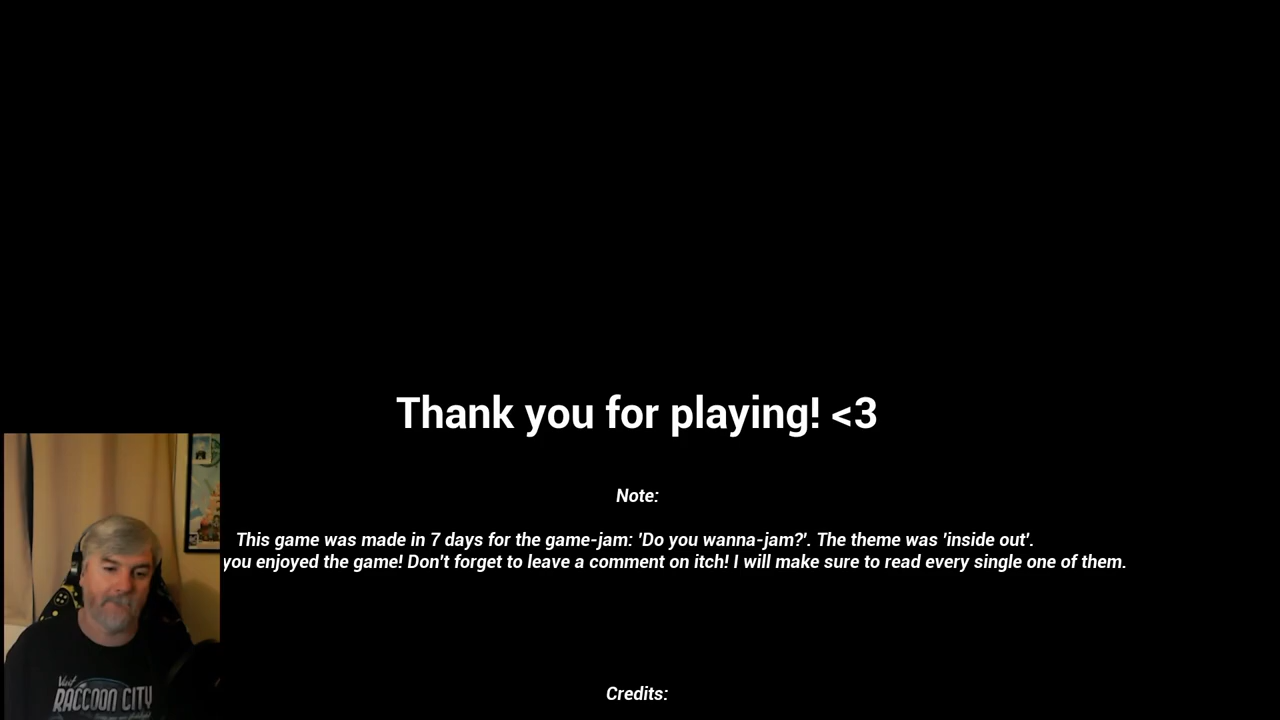 Thank you for playing! <3
Note:
This game was made in 7 days for the game-jam: 'Do you wanna-jam?'. The theme was 'inside out'.
you enjoyed the game! Don't forget to leave a comment on itch! I will make sure to read every single one of them.
Visit
RACCOON CITY
Credits: